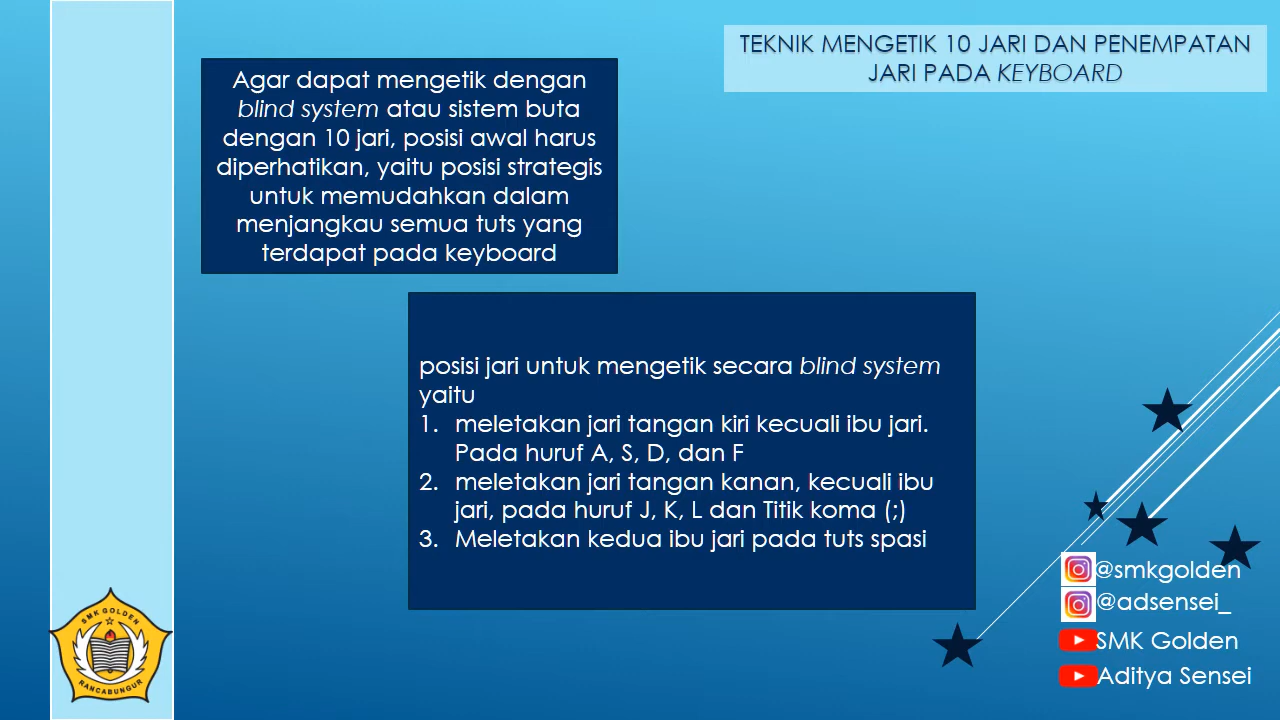 TEKNIK MENGETIK 10 JARI DAN PENEMPATAN
JARI PADA KEYBOARD
Agar dapat mengetik dengan
blind system atau sistem buta
dengan 10 jari, posisi awal harus
diperhatikan, yaitu posisi strategis
untuk memudahkan dalam
menjangkau semua tuts yang
terdapat pada keyboard
posisi jari untuk mengetik secara blind system
yaitu
1. meletakan jari tangan kiri kecuali ibu jari.
Pada huruf A, S, D, dan F
2. meletakan jari tangan kanan, kecuali ibu
jari, pada huruf J, K, L dan Titik koma (;)
3. Meletakan kedua ibu jari pada tuts spasi
@smkgolden
@adsensei_
SMK Golden
Aditya Sensei
SMK GOLDEN
RANCABUNGUR